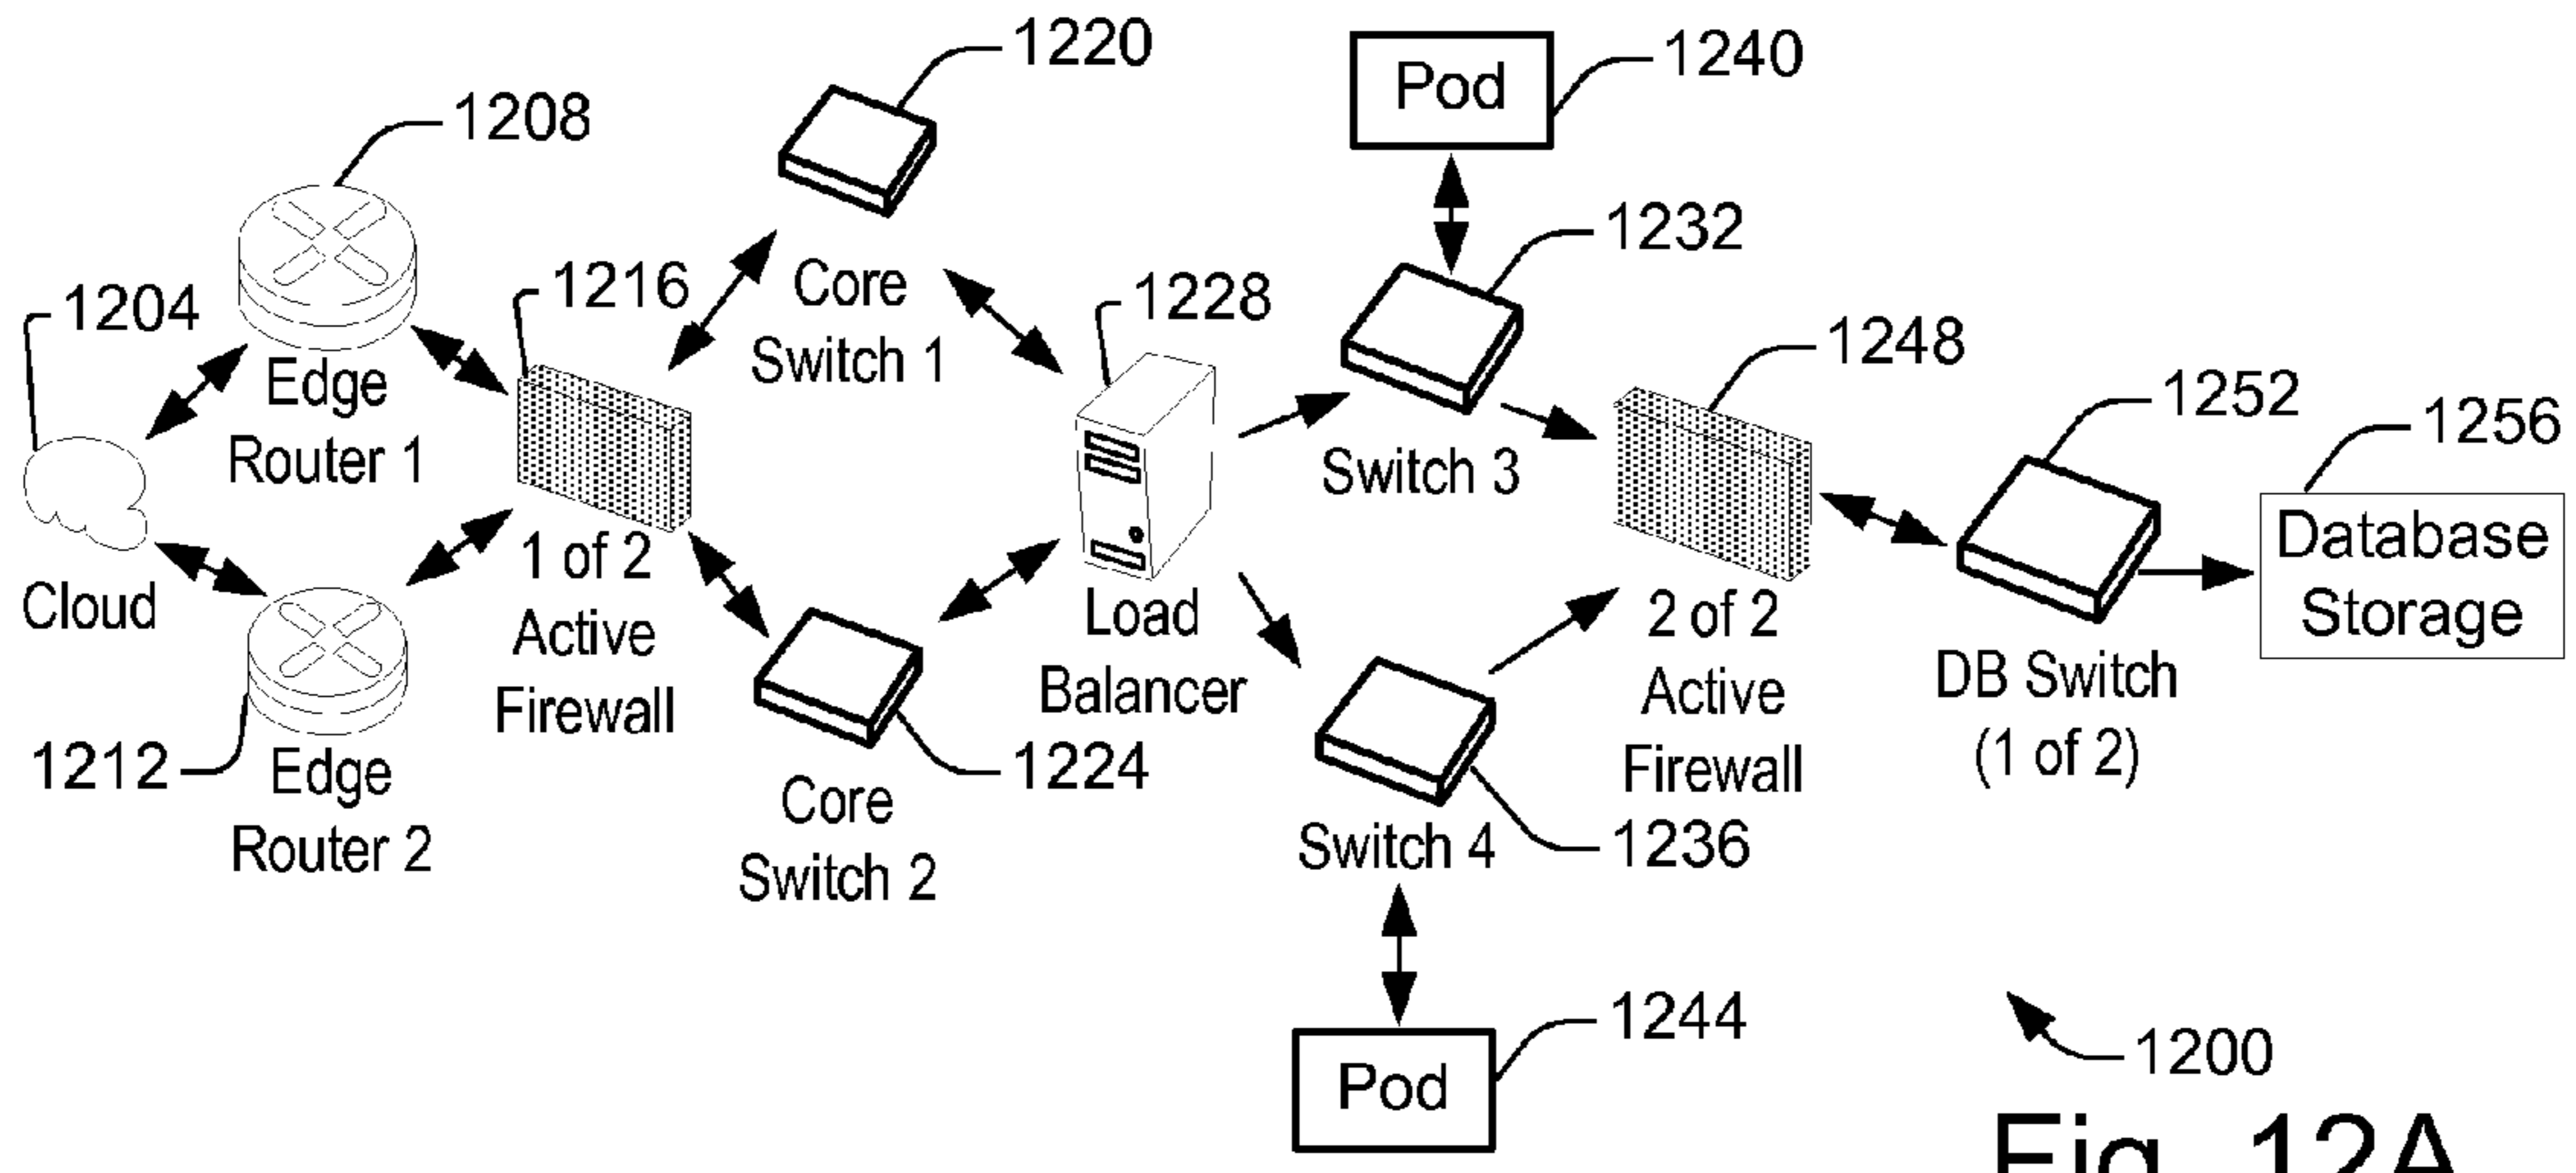 1220
1240
Pod
1208
1232
1216
Core
Switch 1
1228
1204
1248
Edge
Router 1
1252
1256
Switch 3
Database
Storage
Cloud
1 of 2
Active
Firewall
Load
Balancer
2 of 2
Active
Firewall
DB Switch
(1 of 2)
1212
Edge
Router 2
1224
Core
Switch 2
Switch 4
1236
1244
Pod
1200
Fig. 12A